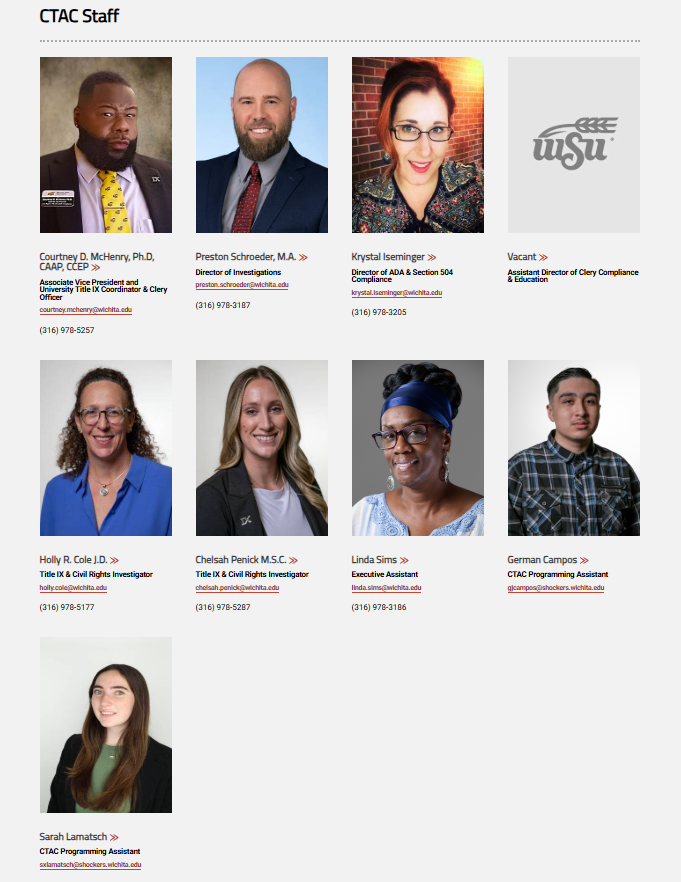 CTAC Staff
wsu
Courtney D. McHenry, Ph.D,
CAAP, CCEP >>
Associate Vice President and
University Title IX Coordinator & Clery
Officer
courtney.mchenry@wichita.edu
(316) 978-5257
Preston Schroeder, M.A. >>
Director of Investigations
preston.schroeder@wichita.edu
(316) 978-3187
Krystal Iseminger >>
Director of ADA & Section 504
Compliance
krystal.iseminger@wichita.edu
(316) 978-3205
Vacant >>
Assistant Director of Clery Compliance
& Education
Holly R. Cole J.D. >>
Title IX & Civil Rights Investigator
holly.cole@wichita.edu
(316) 978-5177
Chelsah Penick M.S.C. >>
Title IX & Civil Rights Investigator
chelsah.penick@wichita.edu
(316) 978-5287
Linda Sims >>
Executive Assistant
linda.sims@wichita.edu
(316) 978-3186
German Campos >>
CTAC Programming Assistant
gjcampos@shockers.wichita.edu
Sarah Lamatsch >>
CTAC Programming Assistant
sxlamatsch@shockers.wichita.edu